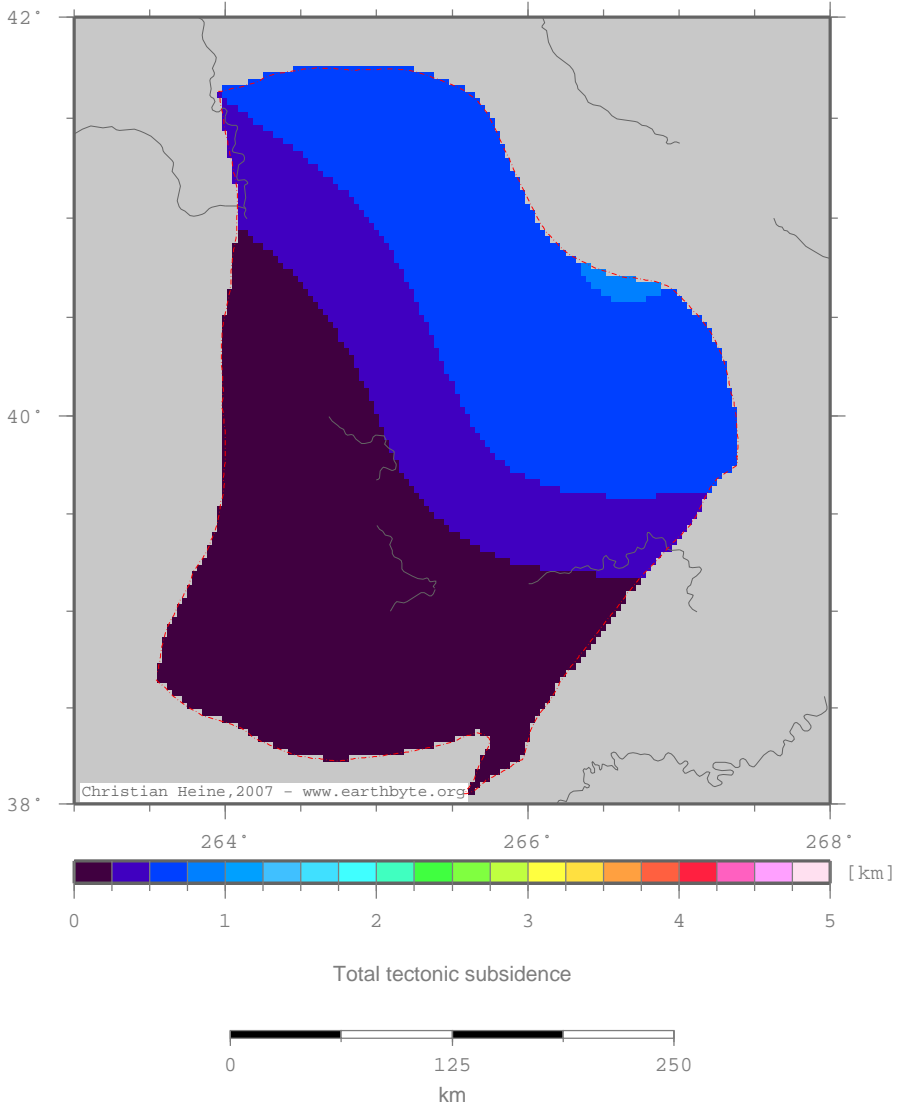 42°
40°
38°
Christian Heine,2007 - www.earthbyte.org
264° 266° 268°
[km]
0 1 2 3 4 5
Total tectonic subsidence
0 125 250
km